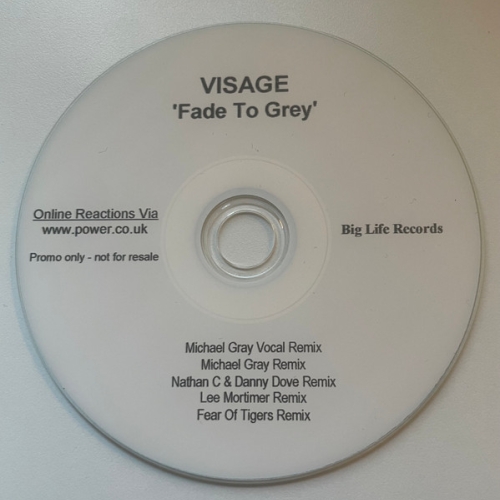 VISAGE
'Fade To Grey'
Online Reactions Via
www.power.co.uk
Promo only - not for resale
Big Life Records
Michael Gray Vocal Remix
Michael Gray Remix
Nathan C & Danny Dove Remix
Lee Mortimer Remix
Fear Of Tigers Remix